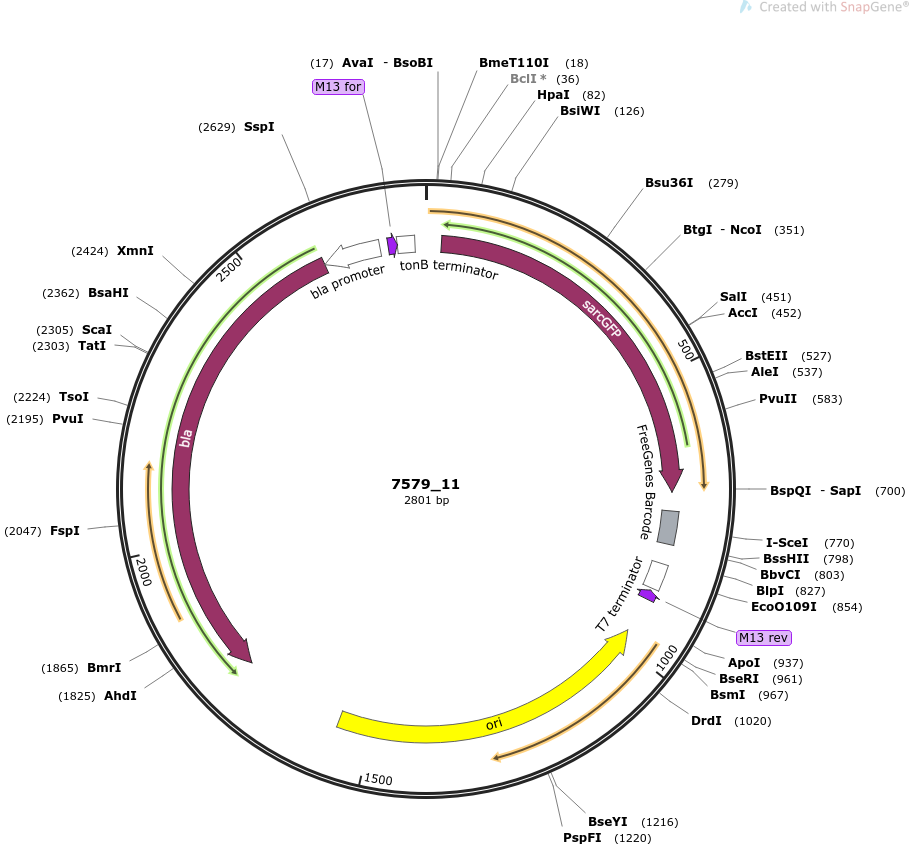 Created with SnapGene®
(17) AvaI - BsoBI
BmeT110I (18)
BclI * (36)
M13 for
HpaI (82)
BsiWI (126)
(2629) SspI
Bsu36I (279)
BtgI - NcoI (351)
(2424) XmnI
2500
bla promoter
tonB terminator
(2362) BsaHI
SalI (451)
sarcGFP
AccI (452)
(2305) ScaI
(2303) TatI
500
BstEII (527)
AleI (537)
(2224) TsoI
PvuII (583)
(2195) PvuI
bla
FreeGenes Barcode
7579_11
2801 bp
BspQI - SapI (700)
(2047) FspI
I-SceI (770)
BssHII (798)
2000
BbvCI (803)
BlpI (827)
T7 terminator
EcoO109I (854)
M13 rev
(1865) BmrI
1000
ApoI (937)
BseRI (961)
(1825) AhdI
BsmI (967)
ori
DrdI (1020)
1500
BseYI (1216)
PspFI (1220)